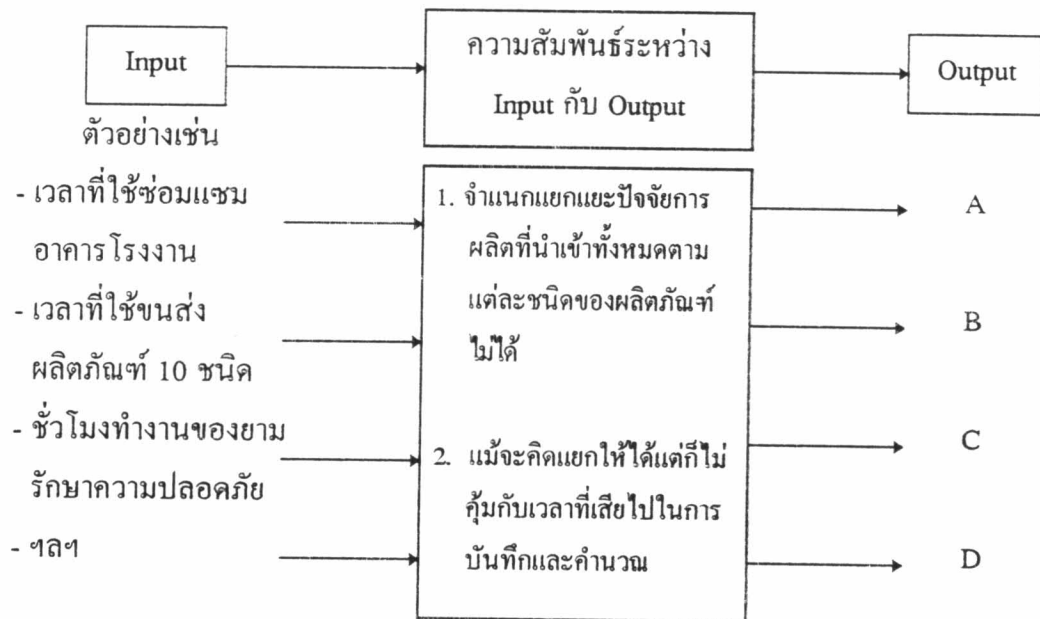 Input
ความสัมพันธ์ระหว่าง
Input กับ Output
Output
ตัวอย่างเช่น
- เวลาที่ใช้ซ่อมแซม
อาคารโรงงาน
- เวลาที่ใช้ขนส่ง
ผลิตภัณฑ์ 10 ชนิด
- ชั่วโมงทำงานของยาม
รักษาความปลอดภัย
- ฯลฯ
1. จำแนกแยกแยะปัจจัยการ
ผลิตที่นำเข้าทั้งหมดตาม
แต่ละชนิดของผลิตภัณฑ์
ไม่ได้
2. แม้จะคิดแยกให้ได้แต่ก็ไม่
คุ้มกับเวลาที่เสียไปในการ
บันทึกและคำนวณ
A
B
C
D